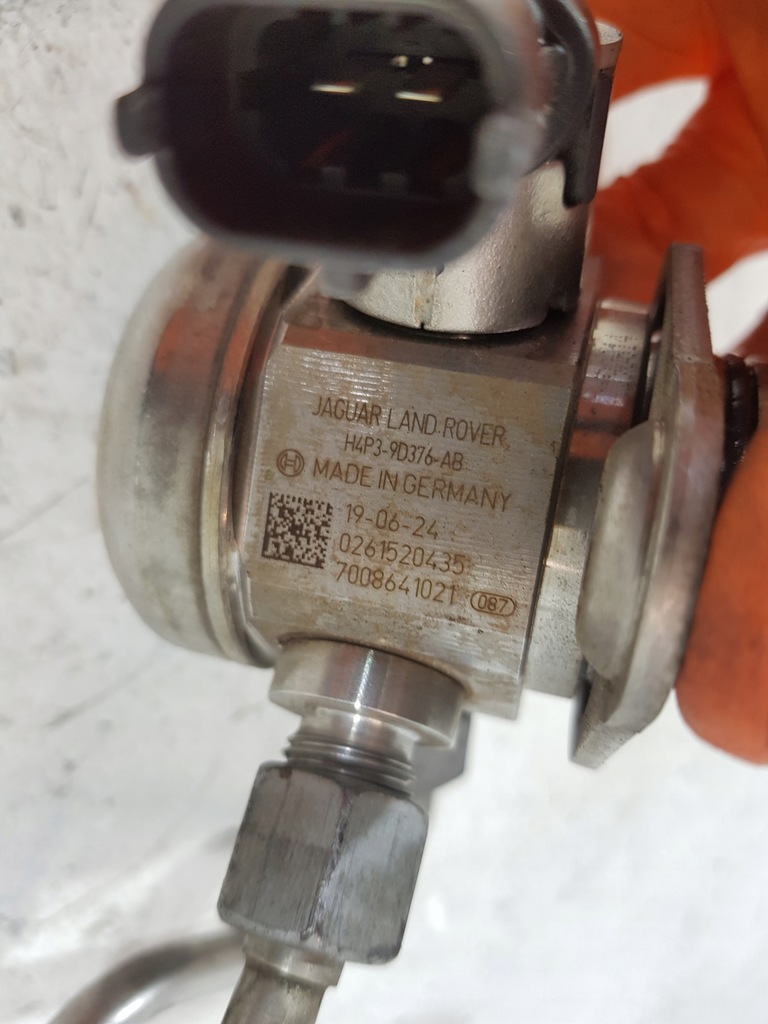 JAGUAR LAND ROVER
H4P3-9D376-AB
MADE IN GERMANY
19-06-24
0261520435
7008641021 087